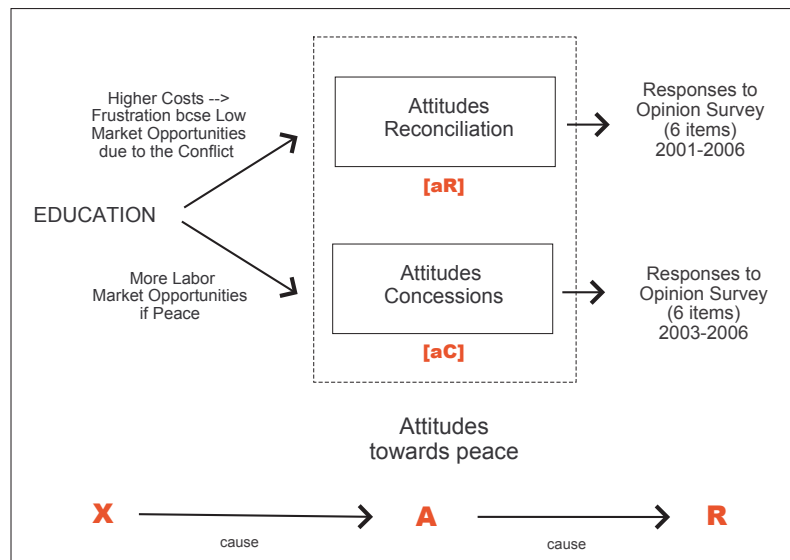 Higher Costs -->
Frustration bcse Low
Market Opportunities
due to the Conflict
EDUCATION
More Labor
Market Opportunities
if Peace
Attitudes
Reconciliation
[aR]
Attitudes
Concessions
[aC]
Responses to
Opinion Survey
(6 items)
2001-2006
Responses to
Opinion Survey
(6 items)
2003-2006
Attitudes
towards peace
X
cause
A
cause
R